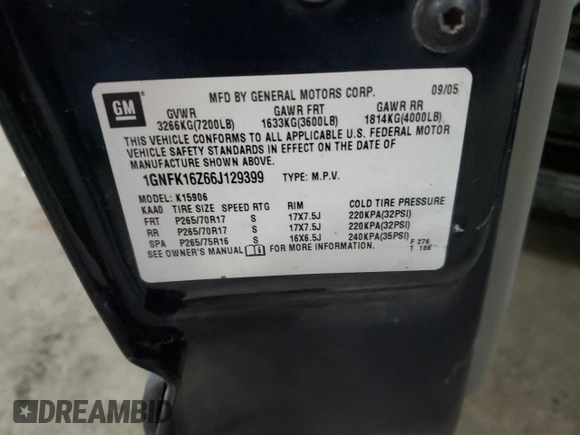 GM
MFD BY GENERAL MOTORS CORP. 09/05
GVWR GAWR FRT GAWR RR
3266KG(7200LB) 1633KG(3600LB) 1814KG(4000LB)
THIS VEHICLE CONFORMS TO ALL APPLICABLE U.S. FEDERAL MOTOR
VEHICLE SAFETY STANDARDS IN EFFECT ON THE DATE OF
MANUFACTURE SHOWN ABOVE.
1GNFK16Z66J129399 TYPE: M.P.V.
MODEL: K15906
KAA0 TIRE SIZE SPEED RTG RIM COLD TIRE PRESSURE
FRT P265/70R17 S 17X7.5J 220KPA(32PSI)
RR P265/70R17 S 17X7.5J 220KPA(32PSI)
SPA P265/75R16 S 16X6.5J 240KPA(35PSI)
SEE OWNER'S MANUAL FOR MORE INFORMATION. F 276
T 186
DREAMBID